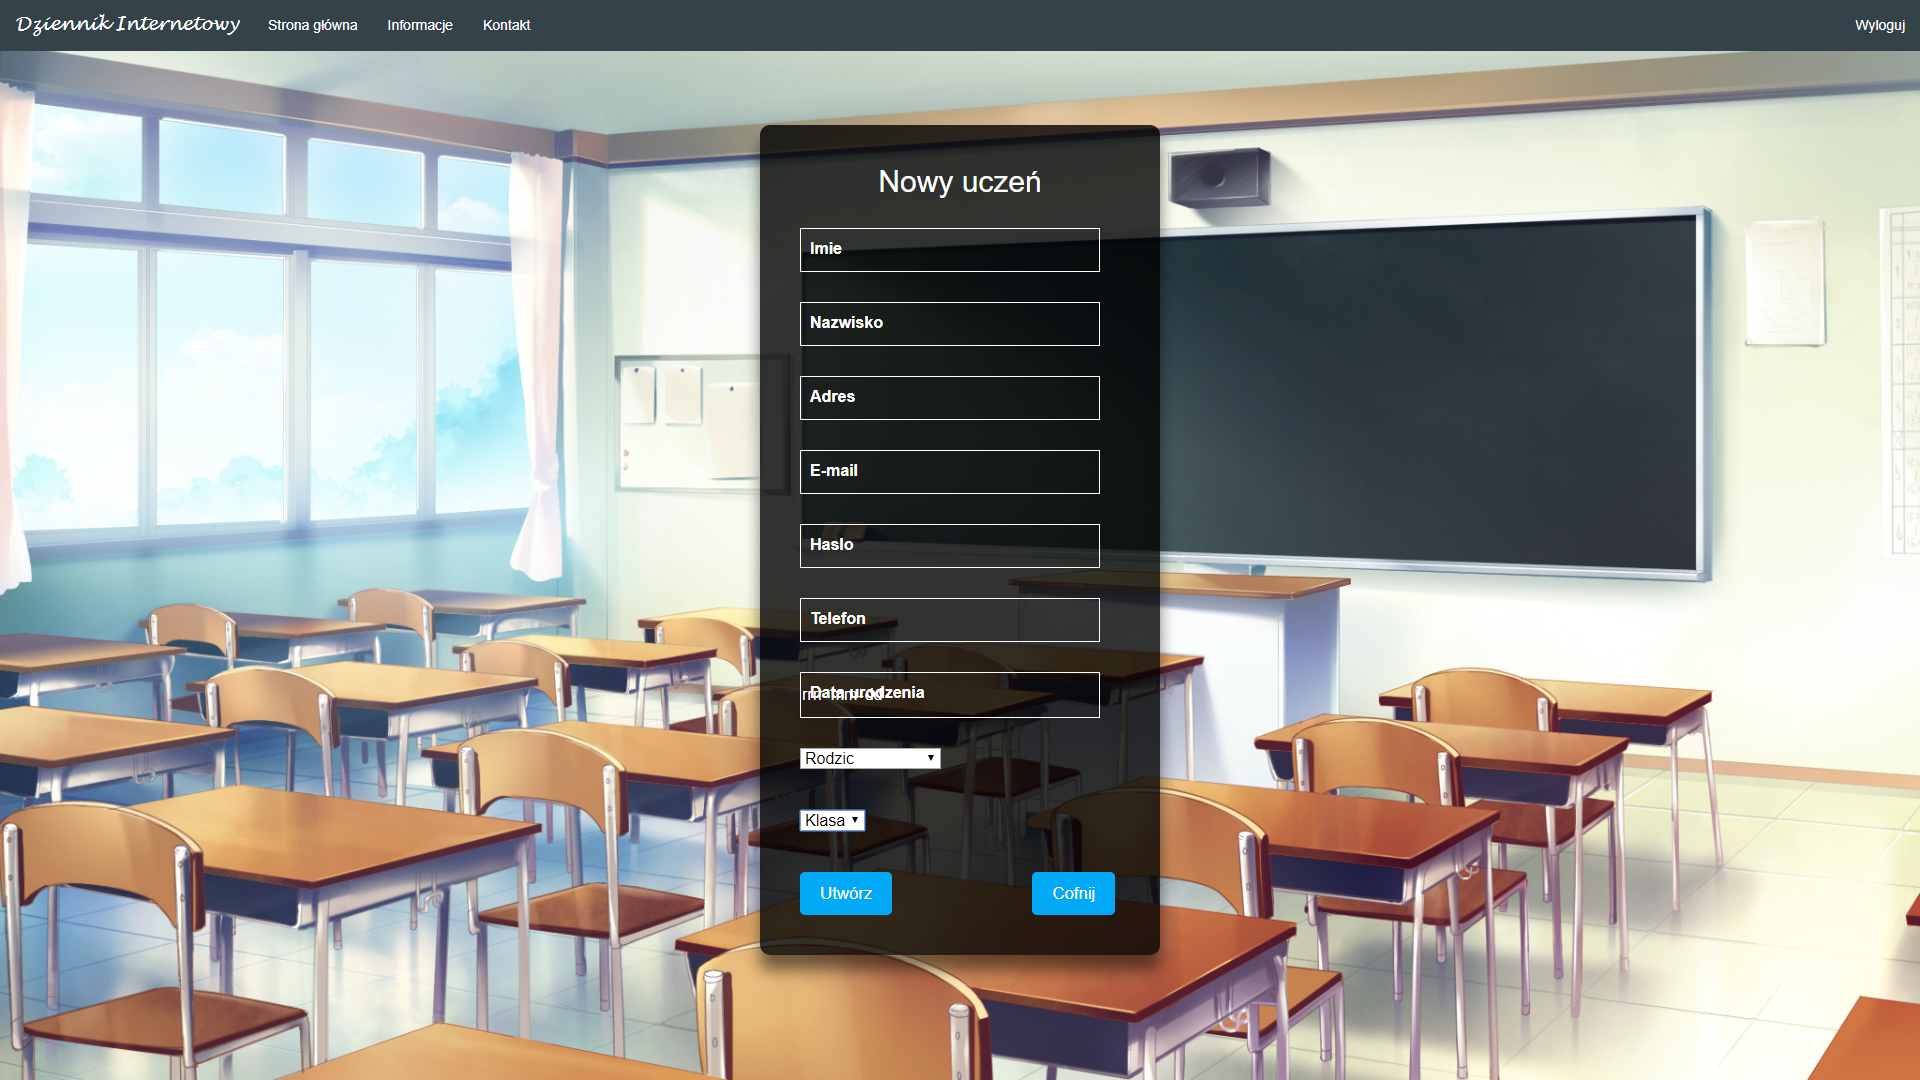 Dziennik Internetowy Strona główna Informacje Kontakt Wyloguj
Nowy uczeń
Imie
Nazwisko
Adres
E-mail
Haslo
Telefon
Data urodzenia
Rodzic
Klasa
Utwórz Cofnij